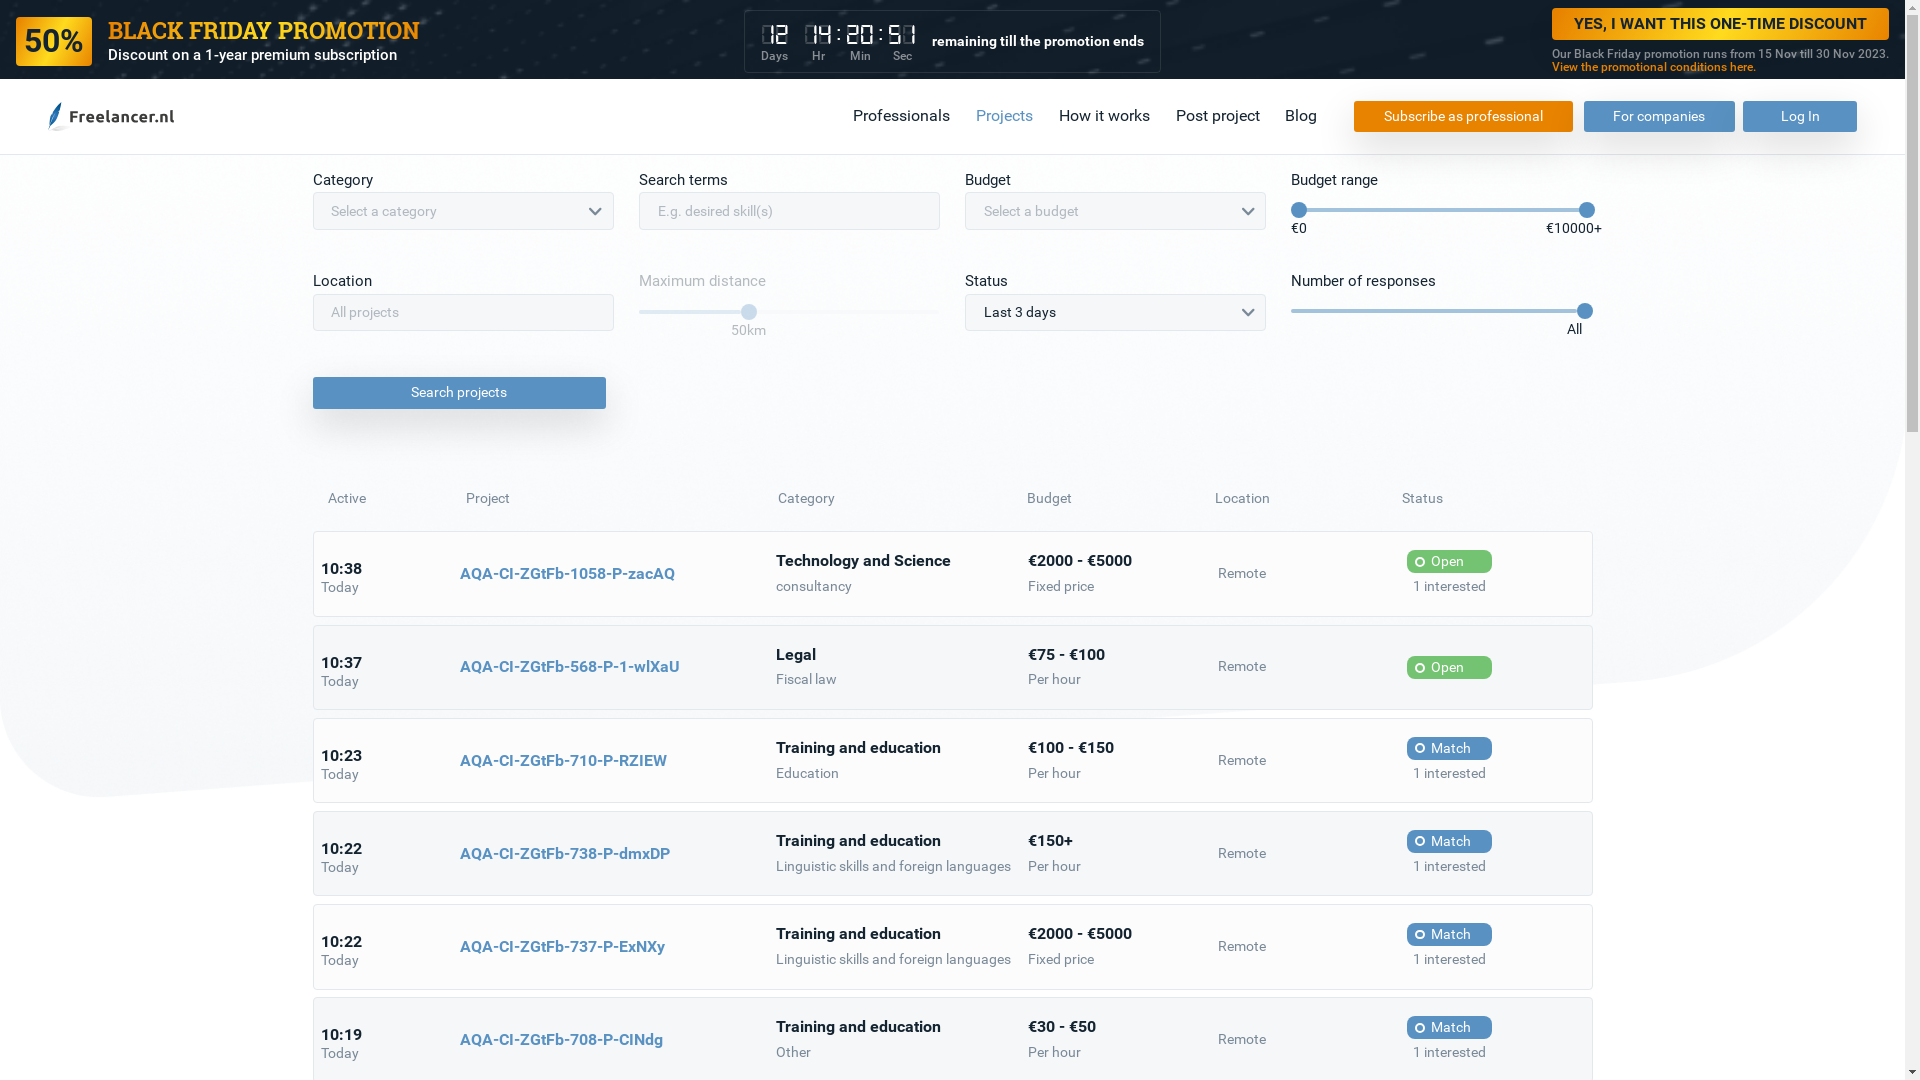 50%
BLACK FRIDAY PROMOTION
Discount on a 1-year premium subscription
12 14 : 20 : 51
Days Hr Min Sec
remaining till the promotion ends
YES, I WANT THIS ONE-TIME DISCOUNT
Our Black Friday promotion runs from 15 Nov till 30 Nov 2023.
View the promotional conditions here.
Freelancer.nl
Professionals Projects How it works Post project Blog Subscribe as professional For companies Log In
Category Search terms Budget Budget range
Select a category E.g. desired skill(s) Select a budget
€0 €10000+
Location Maximum distance Status Number of responses
All projects Last 3 days
50km All
Search projects
Active Project Category Budget Location Status
10:38 Today
AQA-CI-ZGtFb-1058-P-zacAQ
Technology and Science
consultancy
€2000 - €5000
Fixed price
Remote
Open
1 interested
10:37 Today
AQA-CI-ZGtFb-568-P-1-wlXaU
Legal
Fiscal law
€75 - €100
Per hour
Remote
Open
10:23 Today
AQA-CI-ZGtFb-710-P-RZIEW
Training and education
Education
€100 - €150
Per hour
Remote
Match
1 interested
10:22 Today
AQA-CI-ZGtFb-738-P-dmxDP
Training and education
Linguistic skills and foreign languages
€150+
Per hour
Remote
Match
1 interested
10:22 Today
AQA-CI-ZGtFb-737-P-ExNXy
Training and education
Linguistic skills and foreign languages
€2000 - €5000
Fixed price
Remote
Match
1 interested
10:19 Today
AQA-CI-ZGtFb-708-P-CINdg
Training and education
Other
€30 - €50
Per hour
Remote
Match
1 interested